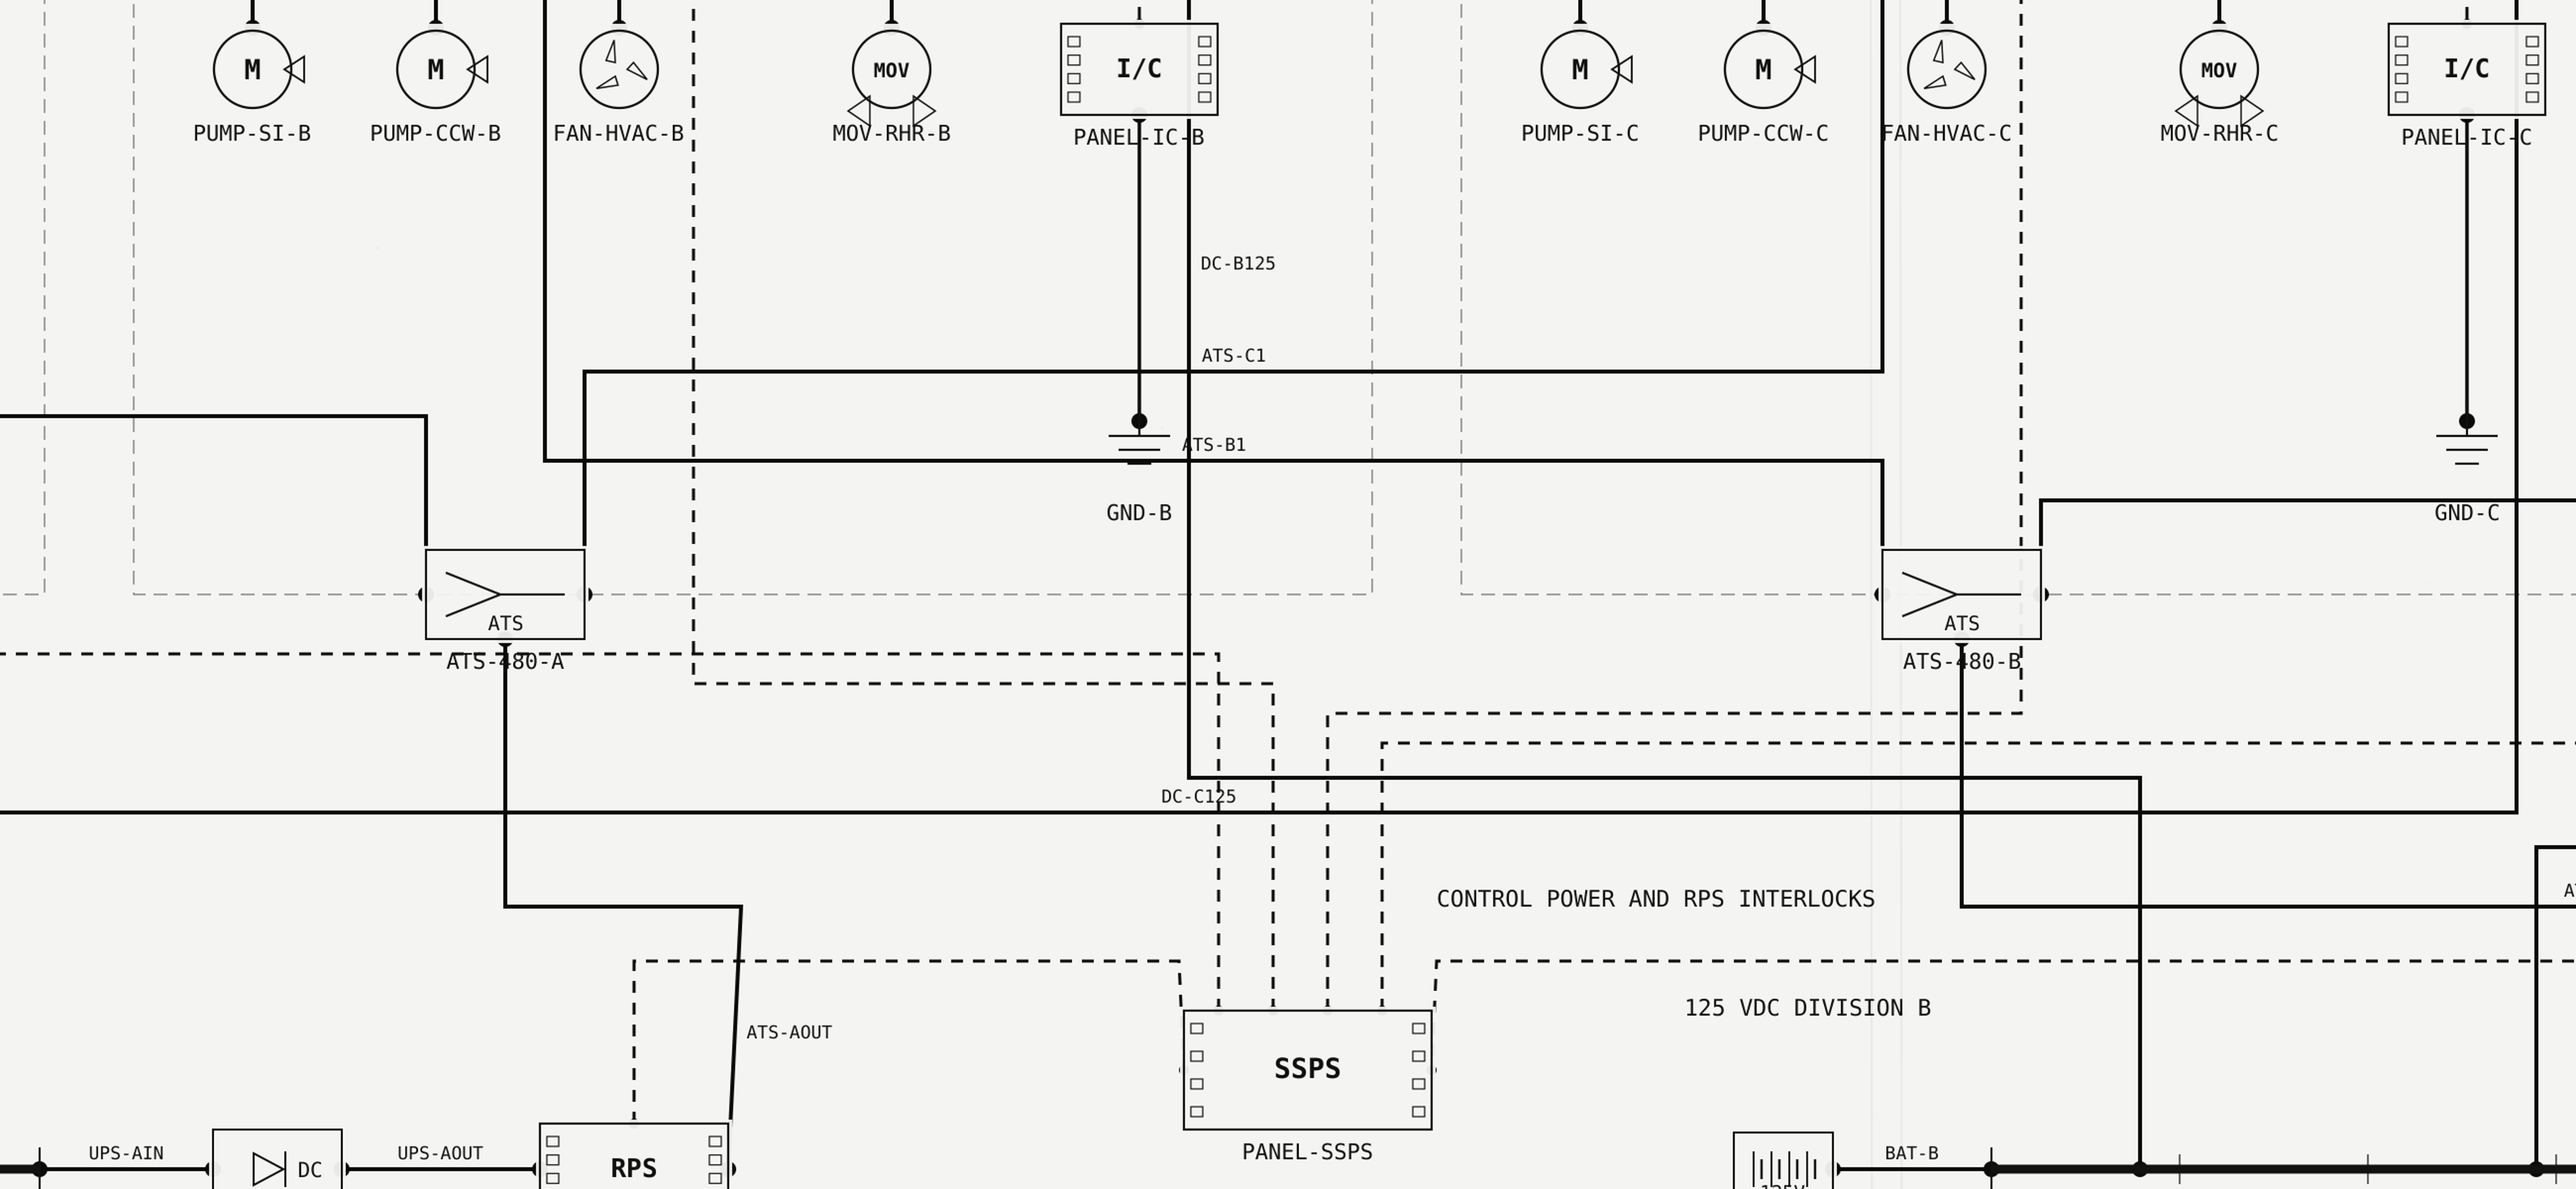 M
M
MOV
I/C
M
M
MOV
I/C
PUMP-SI-B
PUMP-CCW-B
FAN-HVAC-B
MOV-RHR-B
PANEL-IC-B
PUMP-SI-C
PUMP-CCW-C
FAN-HVAC-C
MOV-RHR-C
PANEL-IC-C
DC-B125
ATS-C1
ATS-B1
GND-B
GND-C
ATS
ATS-480-A
ATS
ATS-480-B
DC-C125
CONTROL POWER AND RPS INTERLOCKS
125 VDC DIVISION B
ATS-AOUT
SSPS
PANEL-SSPS
UPS-AIN
DC
UPS-AOUT
RPS
BAT-B